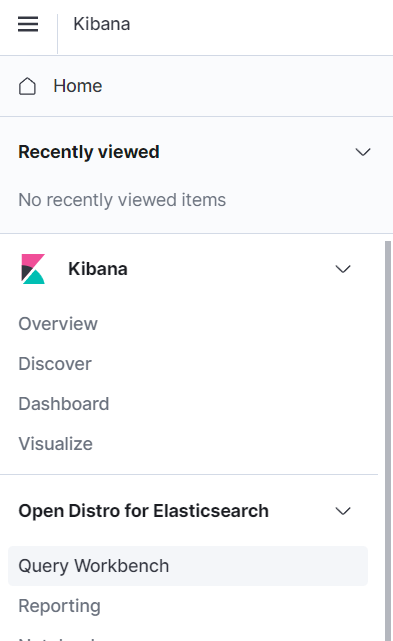 Kibana
Home
Recently viewed
No recently viewed items
Kibana
Overview
Discover
Dashboard
Visualize
Open Distro for Elasticsearch
Query Workbench
Reporting